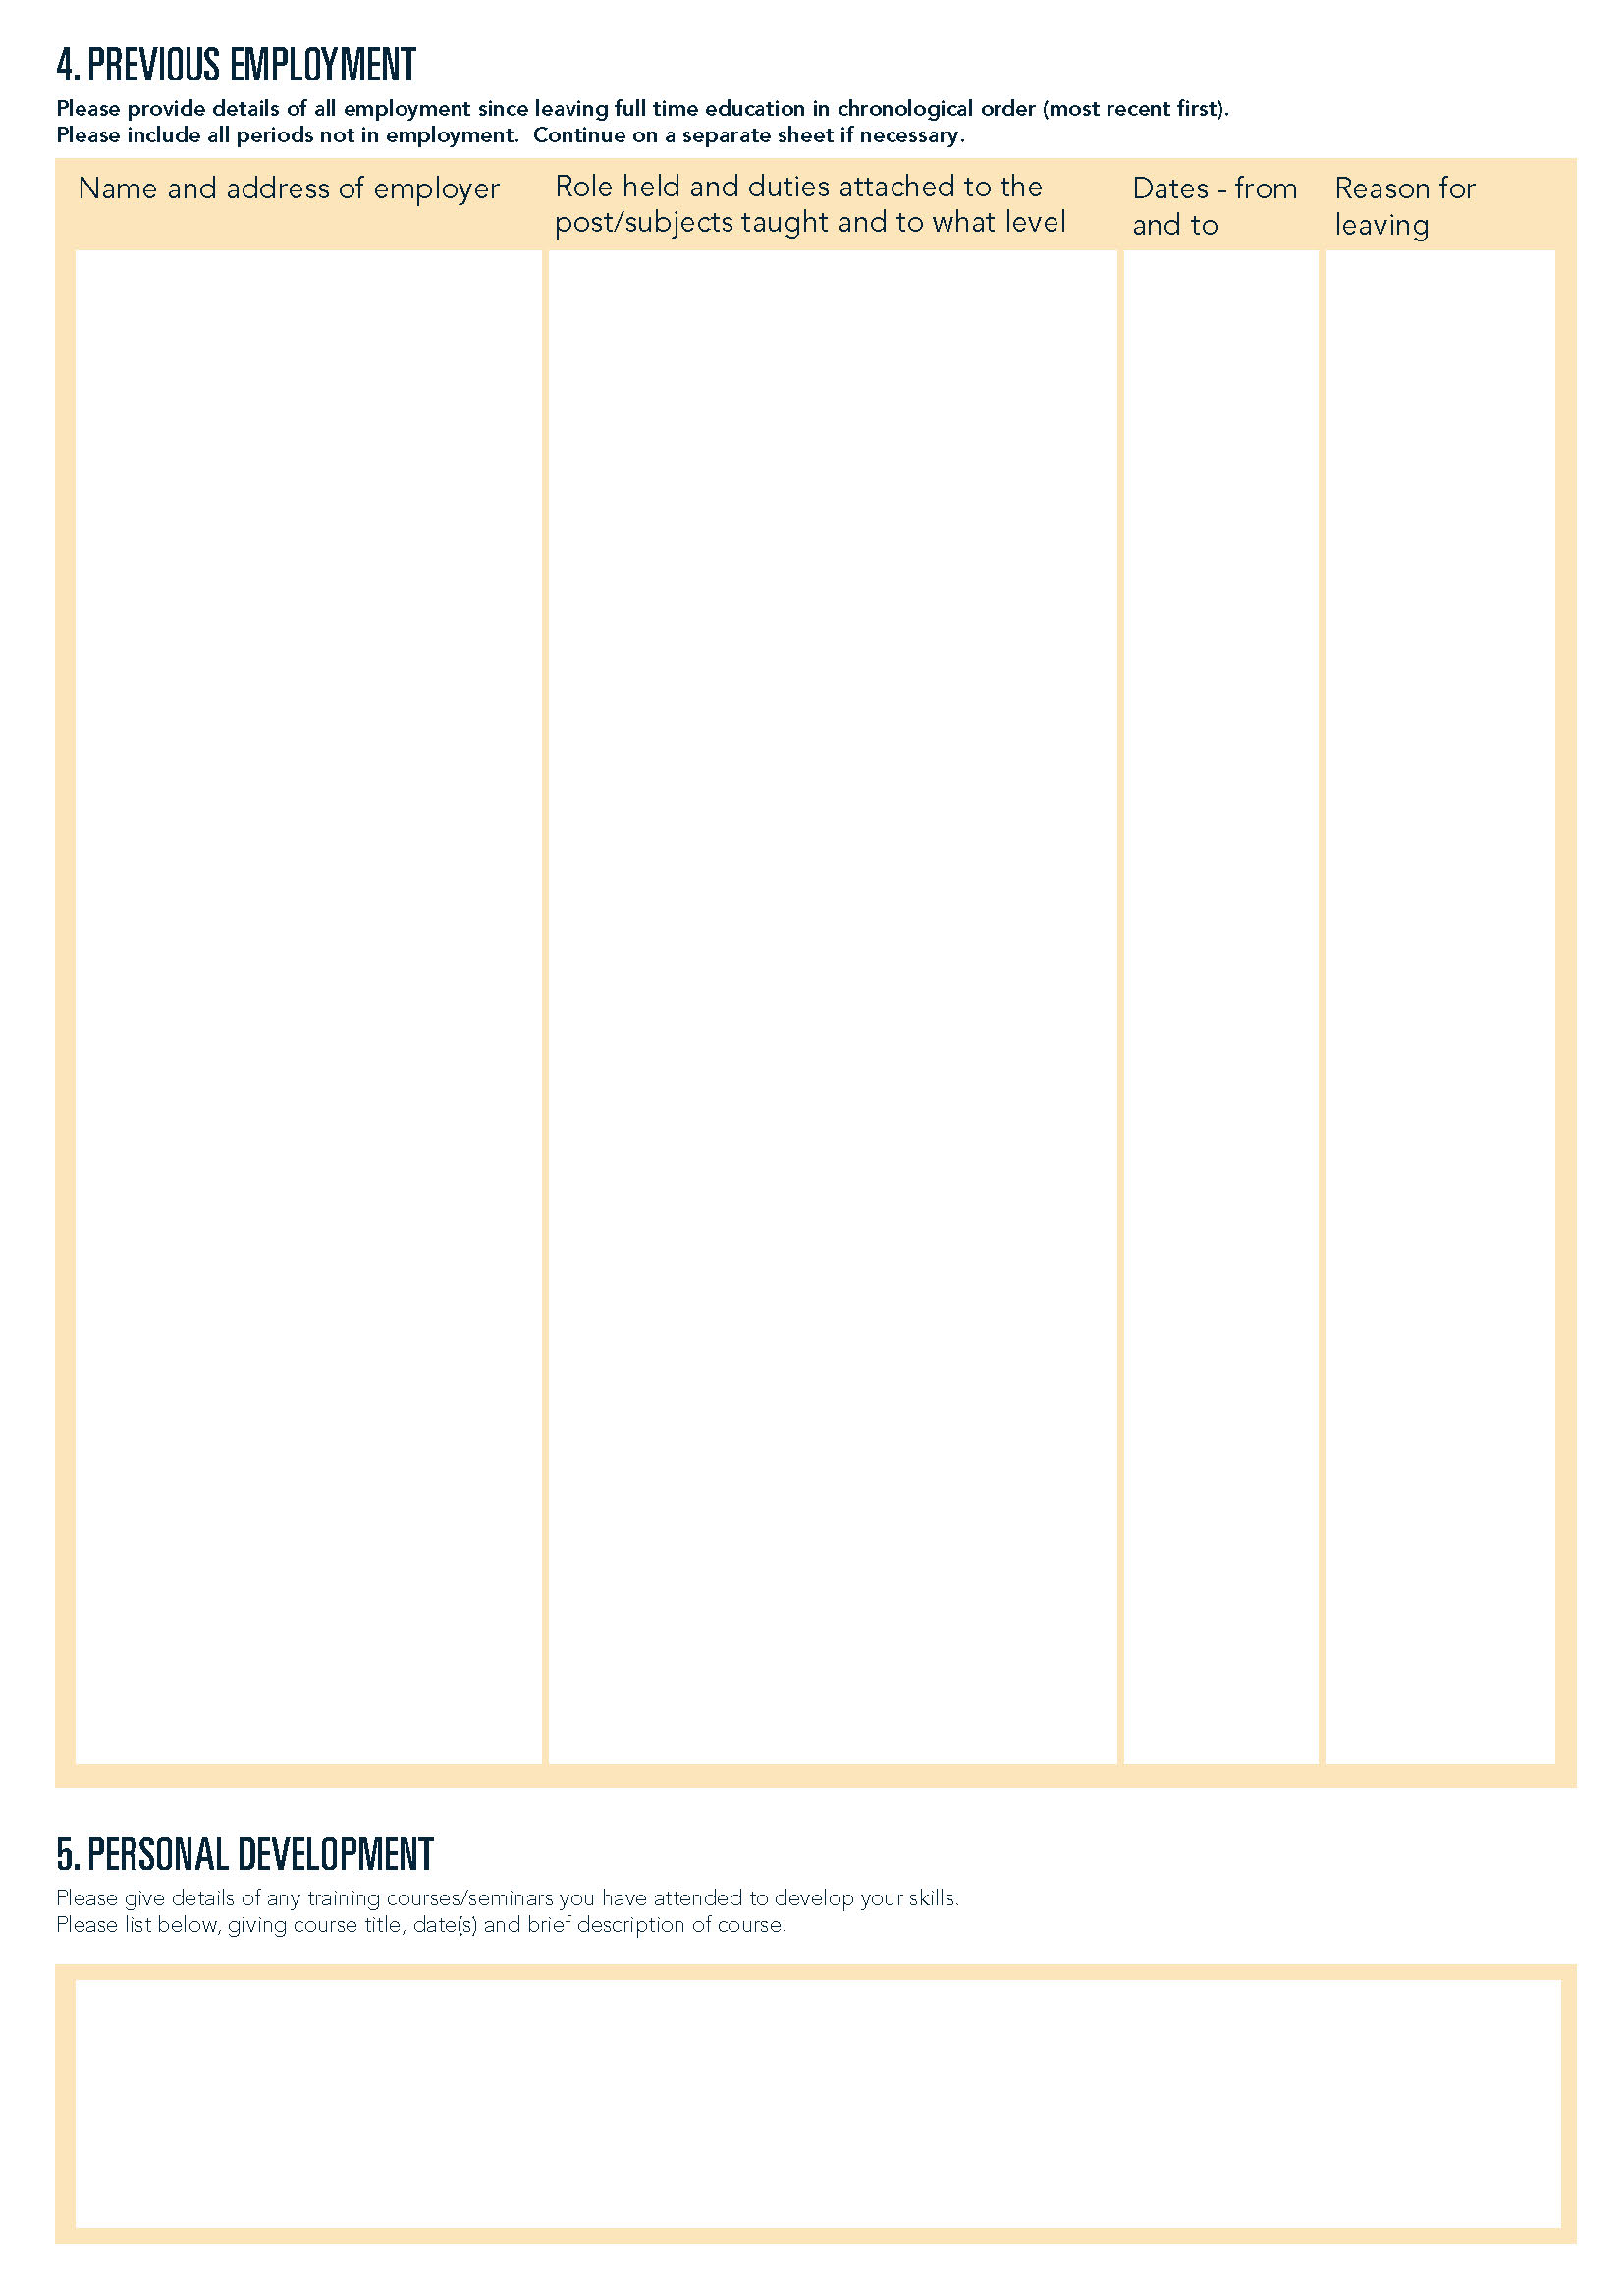 4. PREVIOUS EMPLOYMENT
Please provide details of all employment since leaving full time education in chronological order (most recent first).
Please include all periods not in employment.  Continue on a separate sheet if necessary.
Name and address of employer
Role held and duties attached to the
post/subjects taught and to what level
Dates - from
and to
Reason for
leaving
5. PERSONAL DEVELOPMENT
Please give details of any training courses/seminars you have attended to develop your skills.
Please list below, giving course title, date(s) and brief description of course.